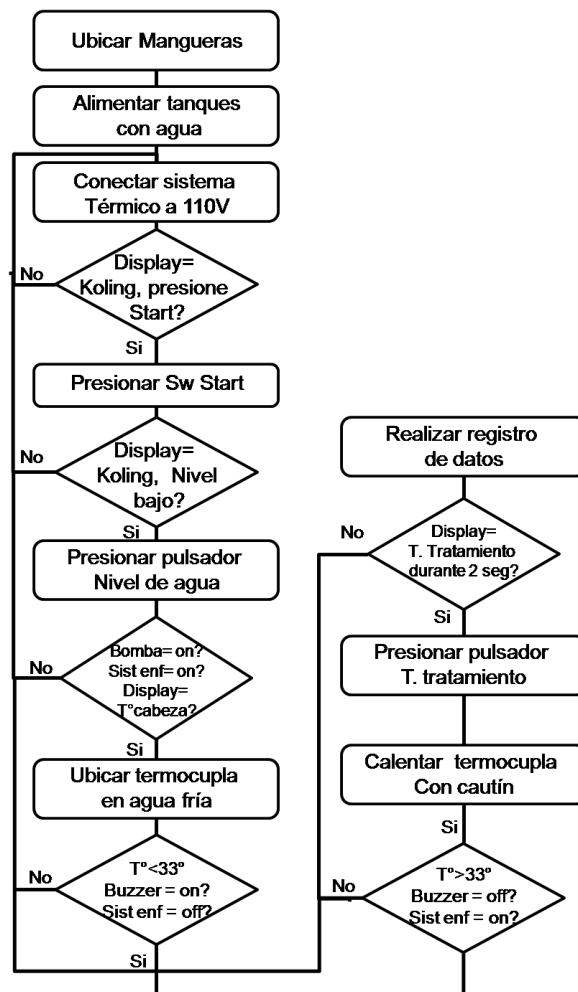 Ubicar Mangueras
Alimentar tanques
con agua
Conectar sistema
Térmico a 110V
No
Display=
Koling, presione
Start?
Si
Presionar Sw Start
No
Display=
Koling, Nivel
bajo?
Si
Presionar pulsador
Nivel de agua
No
Bomba= on?
Sist enf= on?
Display=
T°cabeza?
Si
Ubicar termocupla
en agua fría
No
T°<33°
Buzzer = on?
Sist enf = off?
Si
Realizar registro
de datos
No
Display=
T. Tratamiento
durante 2 seg?
Si
Presionar pulsador
T. tratamiento
Calentar termocupla
Con cautín
Si
No
T°>33°
Buzzer = off?
Sist enf = on?